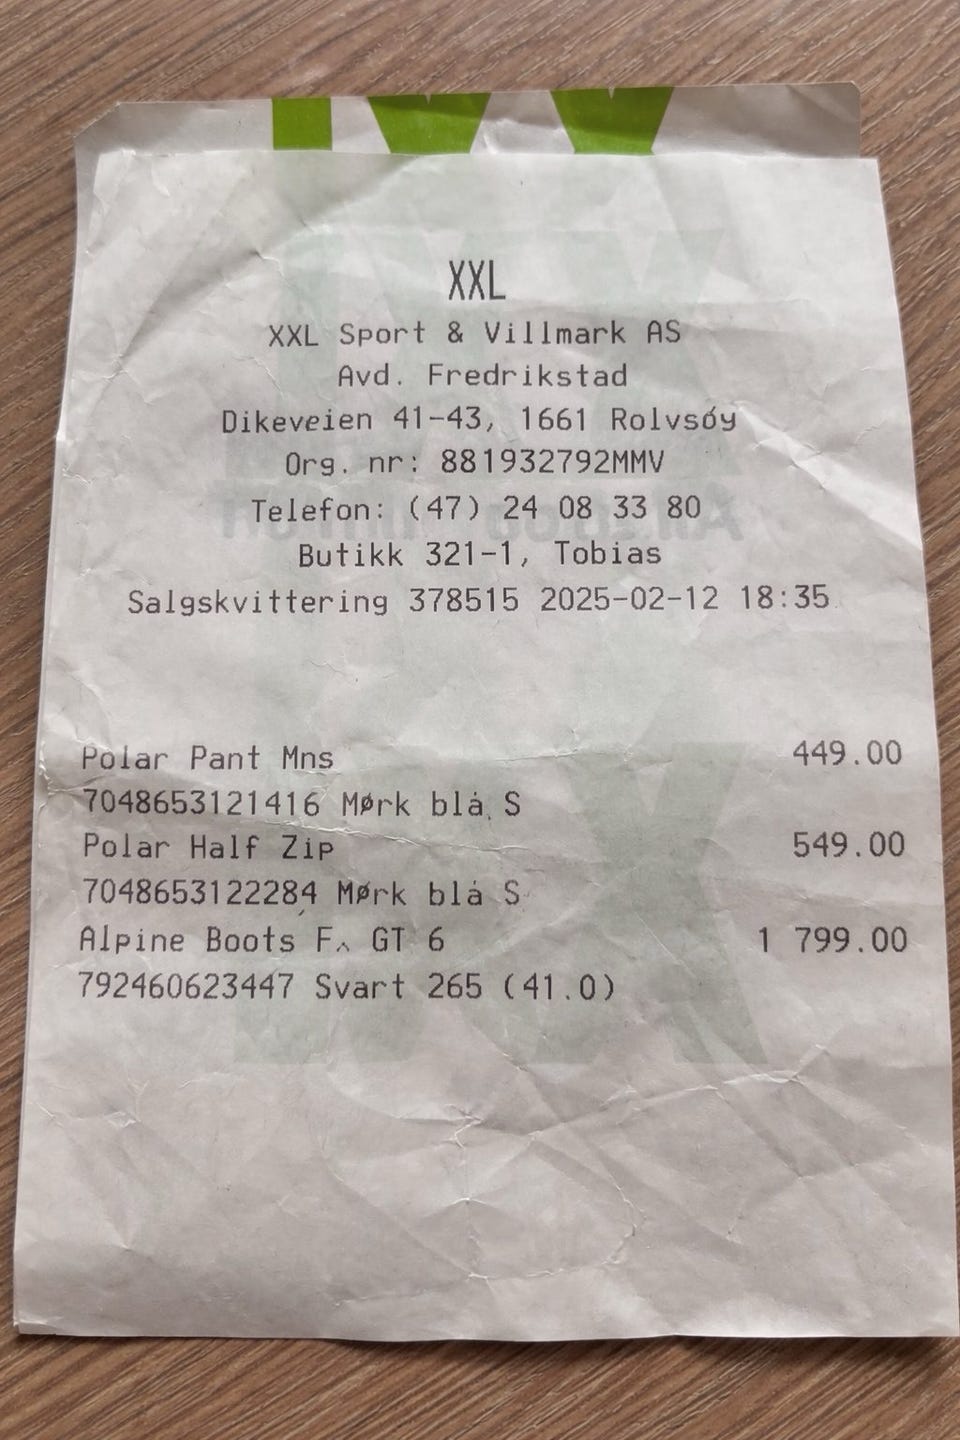 XXL
XXL Sport & Villmark AS
Avd. Fredrikstad
Dikeveien 41-43, 1661 Rolvsøy
Org. nr: 881932792MMV
Telefon: (47) 24 08 33 80
Butikk 321-1, Tobias
Salgskvittering 378515 2025-02-12 18:35
Polar Pant Mns 449.00
7048653121416 Mørk blå S
Polar Half Zip 549.00
7048653122284 Mørk blå S
Alpine Boots GT 6 1 799.00
792460623447 Svart 265 (41.0)